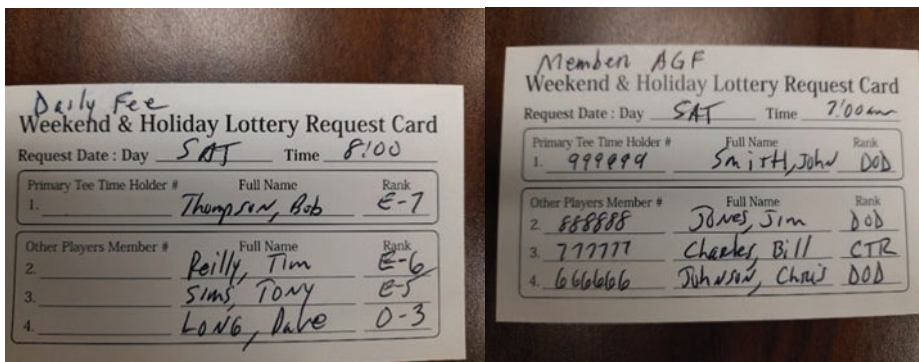 Daily Fee
Weekend & Holiday Lottery Request Card
Request Date : Day SAT Time 8:00
Primary Tee Time Holder # Full Name Rank
1. Thompson, Bob E-7
Other Players Member # Full Name Rank
2. Reilly, Tim E-6
3. Sims, Tony E-5
4. LONG, Dave O-3
Member AGF
Weekend & Holiday Lottery Request Card
Request Date : Day SAT Time 7:00am
Primary Tee Time Holder # Full Name Rank
1. 999999 Smith, John DOD
Other Players Member # Full Name Rank
2. 888888 Jones, Jim DOD
3. 777777 Charles, Bill CTR
4. 666666 Johnson, Chris DOD